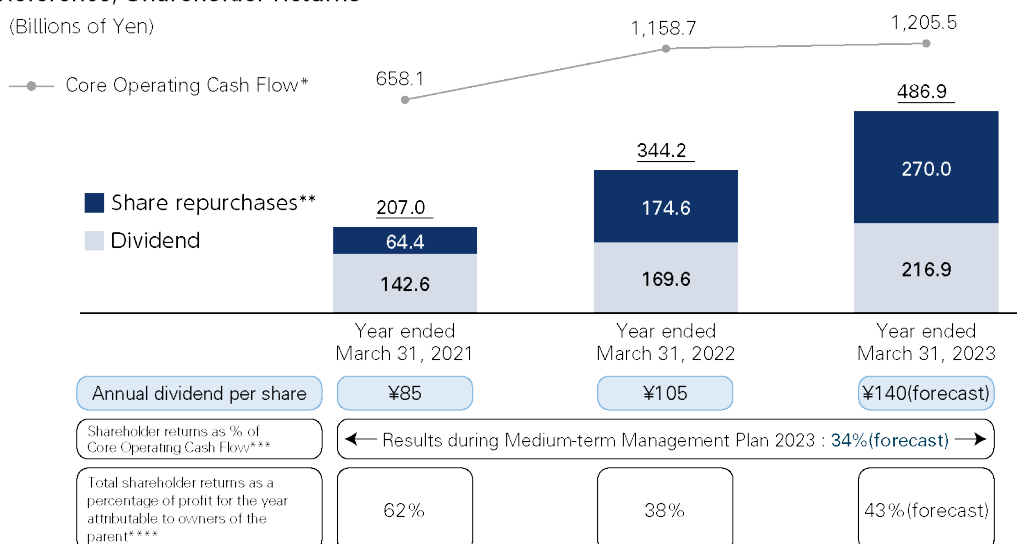 Reference, Shareholder Returns
(Billions of Yen)
Core Operating Cash Flow*
658.1
1,158.7
1,205.5
Share repurchases**
Dividend
207.0
64.4
142.6
344.2
174.6
169.6
486.9
270.0
216.9
Year ended
March 31, 2021
Year ended
March 31, 2022
Year ended
March 31, 2023
Annual dividend per share
¥85
¥105
¥140(forecast)
Shareholder returns as % of
Core Operating Cash Flow***
Results during Medium-term Management Plan 2023 : 34%(forecast)
Total shareholder returns as a
percentage of profit for the year
attributable to owners of the
parent****
62%
38%
43%(forecast)